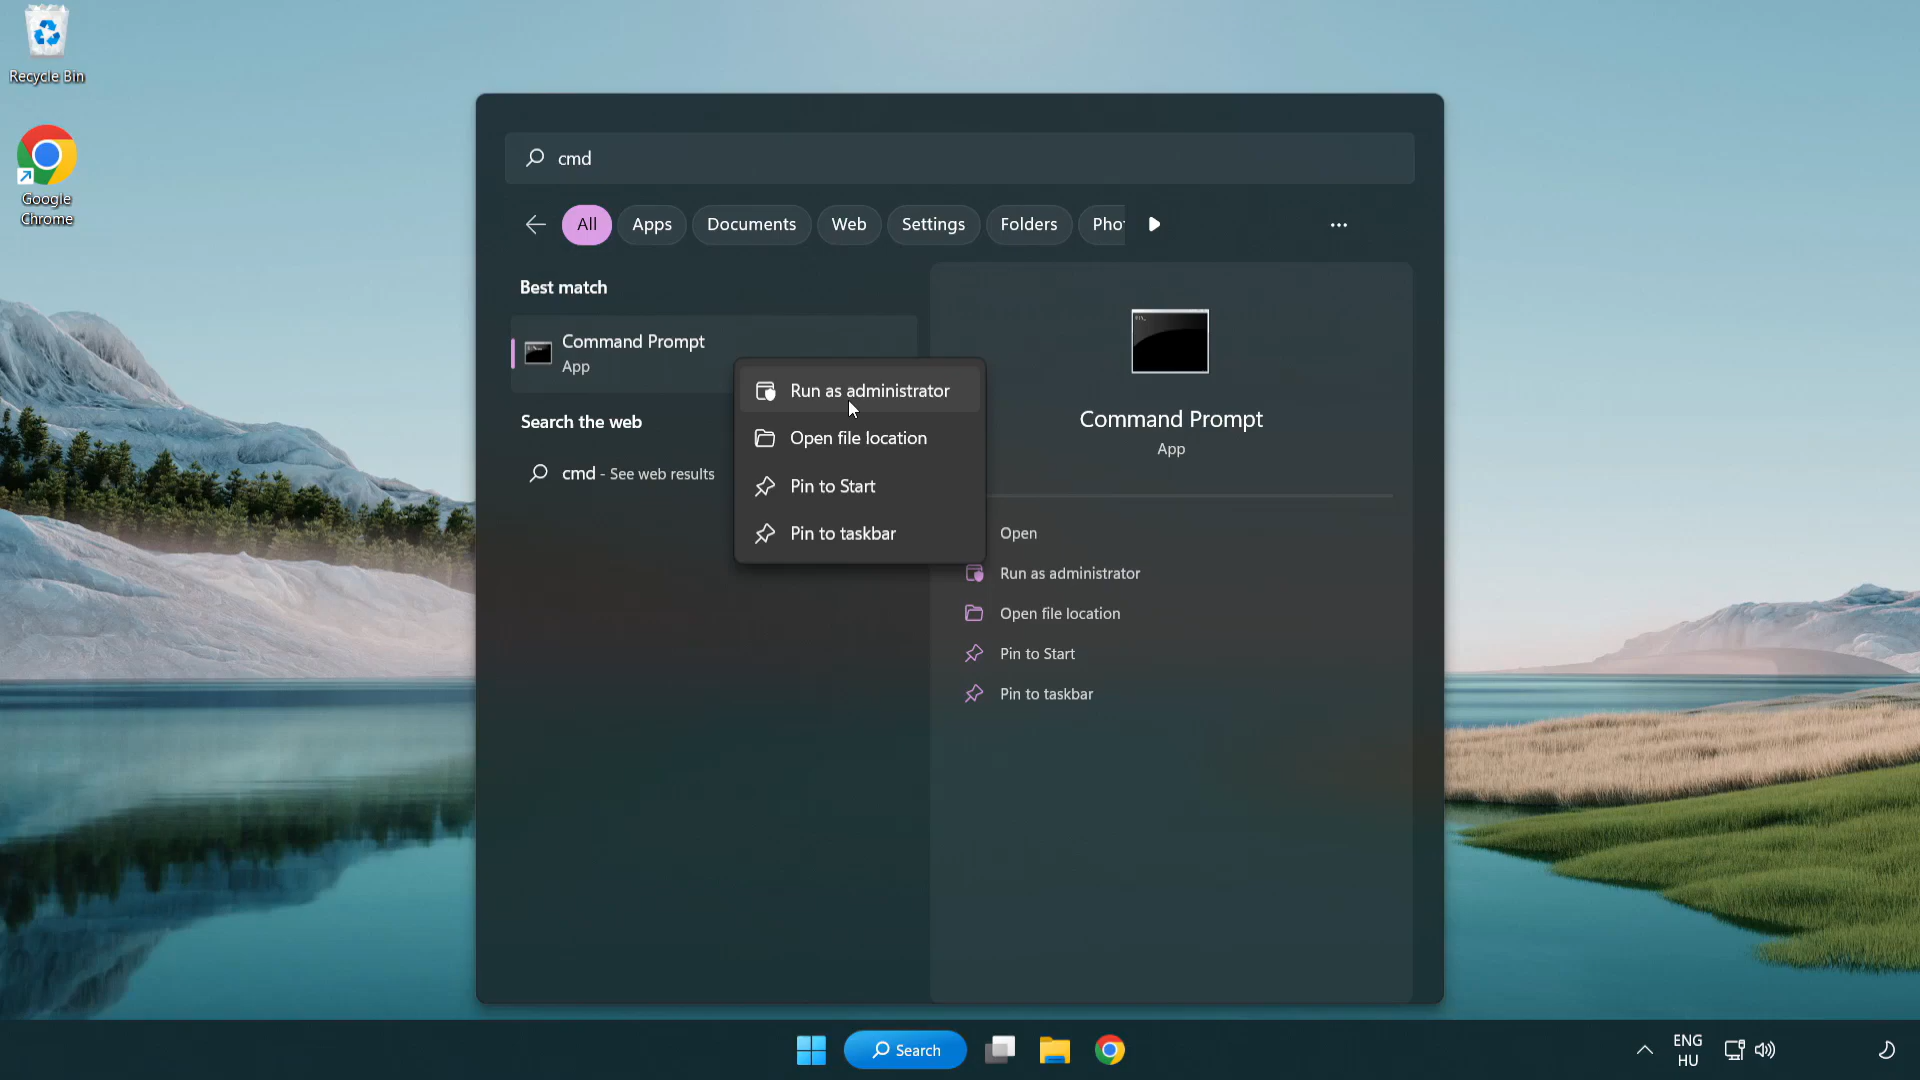 Recycle Bin
Google
Chrome
cmd
All
Apps
Documents
Web
Settings
Folders
Pho
Best match
Command Prompt
App
Search the web
cmd - See web results
Run as administrator
Open file location
Pin to Start
Pin to taskbar
Command Prompt
App
Open
Run as administrator
Open file location
Pin to Start
Pin to taskbar
Search
ENG
HU